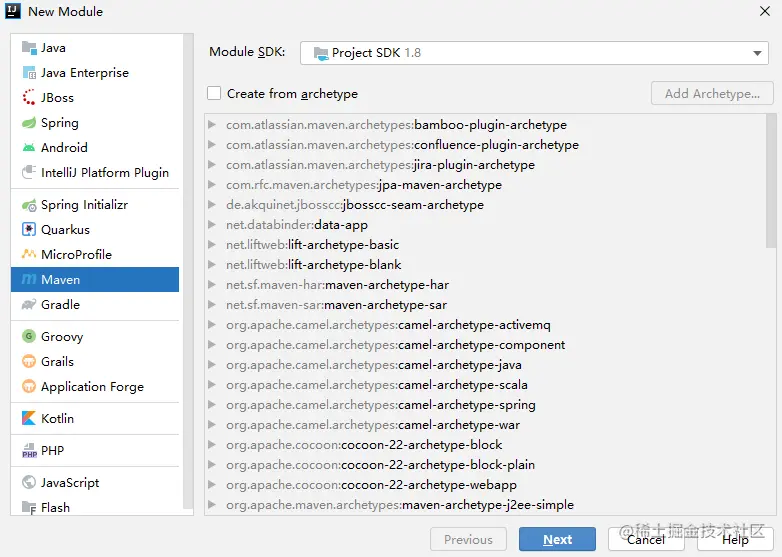 New Module
Java
Java Enterprise
JBoss
Spring
Android
IntelliJ Platform Plugin
Spring Initializr
Quarkus
MicroProfile
Maven
Gradle
Groovy
Grails
Application Forge
Kotlin
PHP
JavaScript
Flash
Module SDK:
Project SDK 1.8
Create from archetype
Add Archetype...
com.atlassian.maven.archetypes:bamboo-plugin-archetype
com.atlassian.maven.archetypes:confluence-plugin-archetype
com.atlassian.maven.archetypes:jira-plugin-archetype
com.rfc.maven.archetypes:jpa-maven-archetype
de.akquinet.jbosscc:jbosscc-seam-archetype
net.databinder:data-app
net.liftweb:lift-archetype-basic
net.liftweb:lift-archetype-blank
net.sf.maven-har:maven-archetype-har
net.sf.maven-sar:maven-archetype-sar
org.apache.camel.archetypes:camel-archetype-activemq
org.apache.camel.archetypes:camel-archetype-component
org.apache.camel.archetypes:camel-archetype-java
org.apache.camel.archetypes:camel-archetype-scala
org.apache.camel.archetypes:camel-archetype-spring
org.apache.camel.archetypes:camel-archetype-war
org.apache.cocoon:cocoon-22-archetype-block
org.apache.cocoon:cocoon-22-archetype-block-plain
org.apache.cocoon:cocoon-22-archetype-webapp
org.apache.maven.archetypes:maven-archetype-j2ee-simple
Previous
Next
Cancel
Help
@稀土掘金技术社区